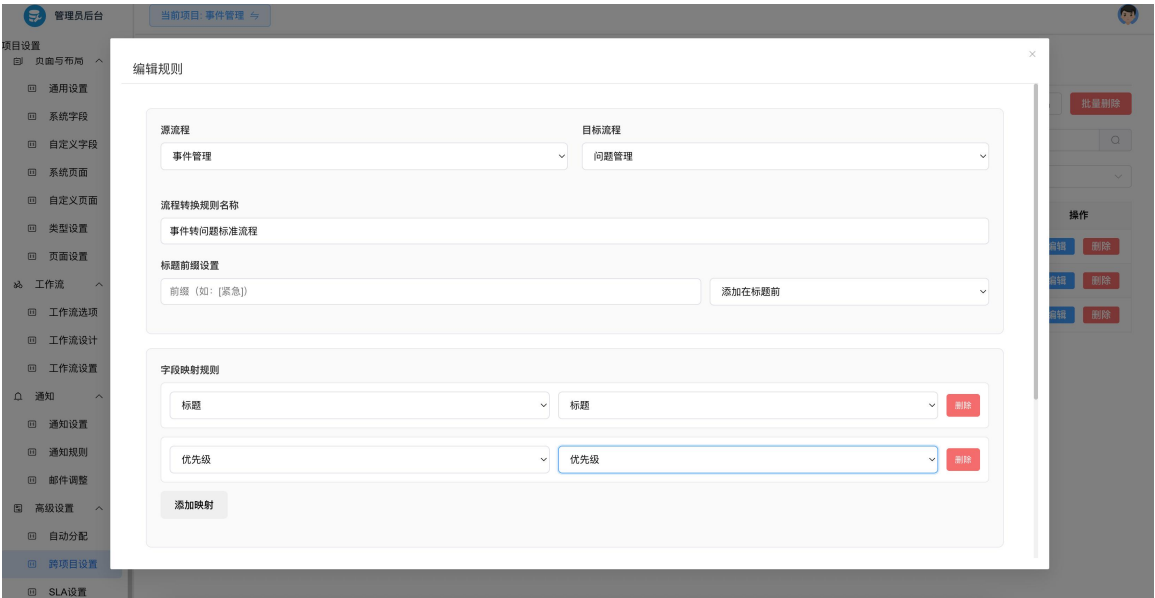 管理员后台
当前项目: 事件管理
项目设置
页面与布局
通用设置
系统字段
自定义字段
系统页面
自定义页面
类型设置
页面设置
工作流
工作流选项
工作流设计
工作流设置
通知
通知设置
通知规则
邮件调整
高级设置
自动分配
跨项目设置
SLA设置
编辑规则
源流程
目标流程
事件管理
问题管理
流程转换规则名称
事件转问题标准流程
标题前缀设置
前缀（如：[紧急]）
添加在标题前
字段映射规则
标题
标题
删除
优先级
优先级
删除
添加映射
批量删除
操作
编辑
删除
编辑
删除
编辑
删除